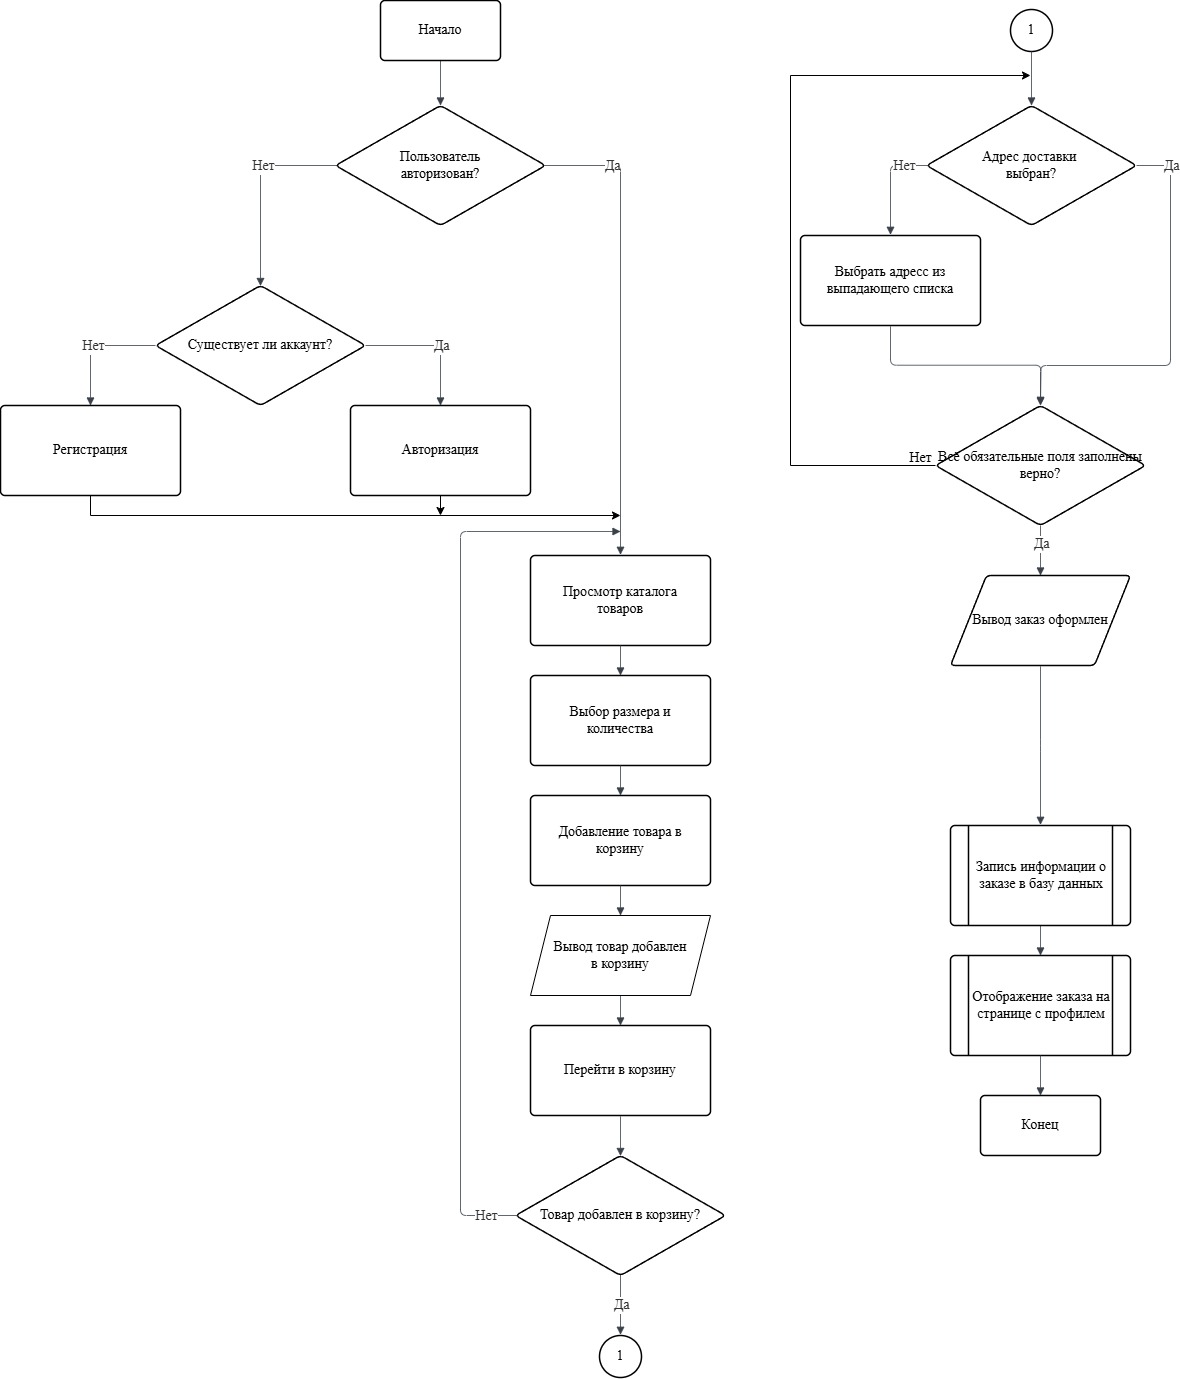 Начало
Пользователь
авторизован?
Нет
Да
Существует ли аккаунт?
Нет
Да
Регистрация
Авторизация
Просмотр каталога
товаров
Выбор размера и
количества
Добавление товара в
корзину
Вывод товар добавлен
в корзину
Перейти в корзину
Товар добавлен в корзину?
Нет
Да
1
1
Адрес доставки
выбран?
Нет
Да
Выбрать адресс из
выпадающего списка
Все обязательные поля заполнены
верно?
Нет
Да
Вывод заказ оформлен
Запись информации о
заказе в базу данных
Отображение заказа на
странице с профилем
Конец